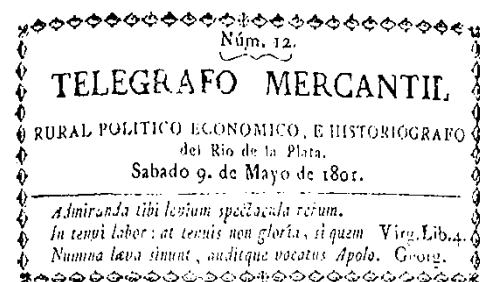 Núm. 12.
TELEGRAFO MERCANTIL
RURAL POLITICO ECONOMICO, E HISTORIOGRAFO
del Rio de la Plata.
Sabado 9. de Mayo de 1801.
Admiranda tibi levium spectacula rerum.
In tenvi labor: at tenuis non gloria, si quem Virg. Lib. 4.
Numina læva sinunt, auditque vocatus Apolo. Georg.